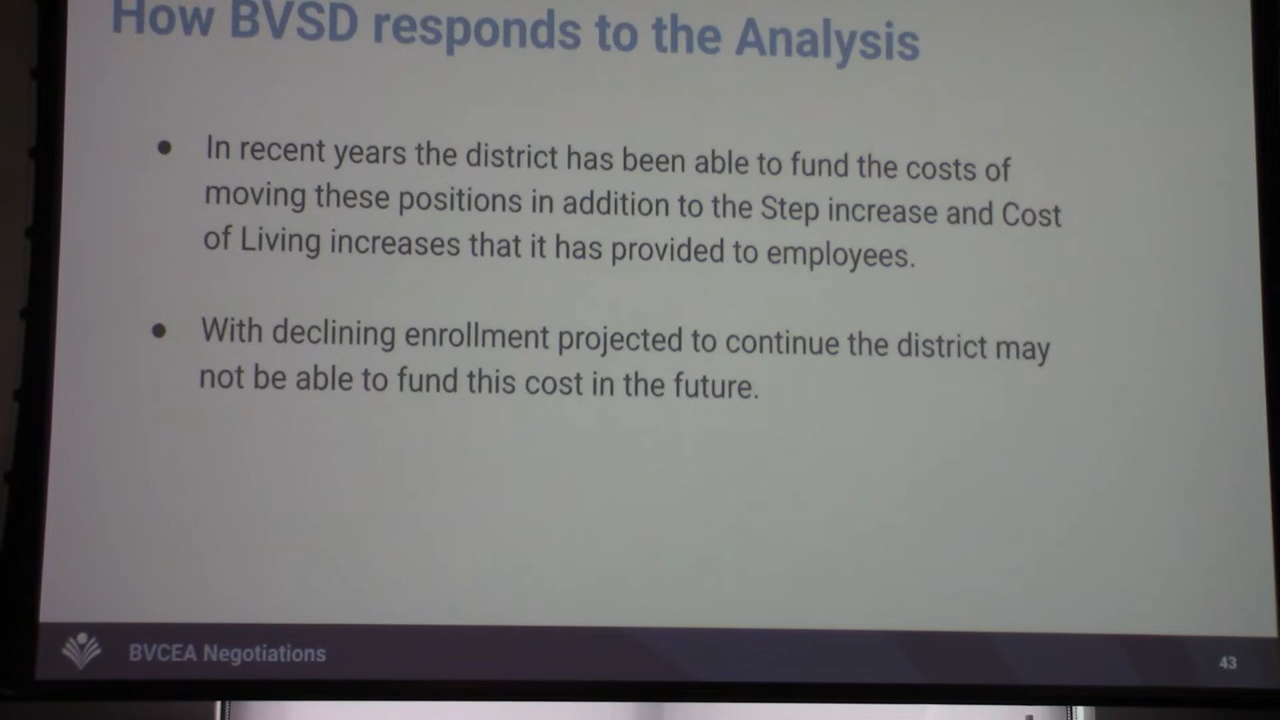 How BVSD responds to the Analysis
● In recent years the district has been able to fund the costs of
moving these positions in addition to the Step increase and Cost
of Living increases that it has provided to employees.
● With declining enrollment projected to continue the district may
not be able to fund this cost in the future.
BVCEA Negotiations
43